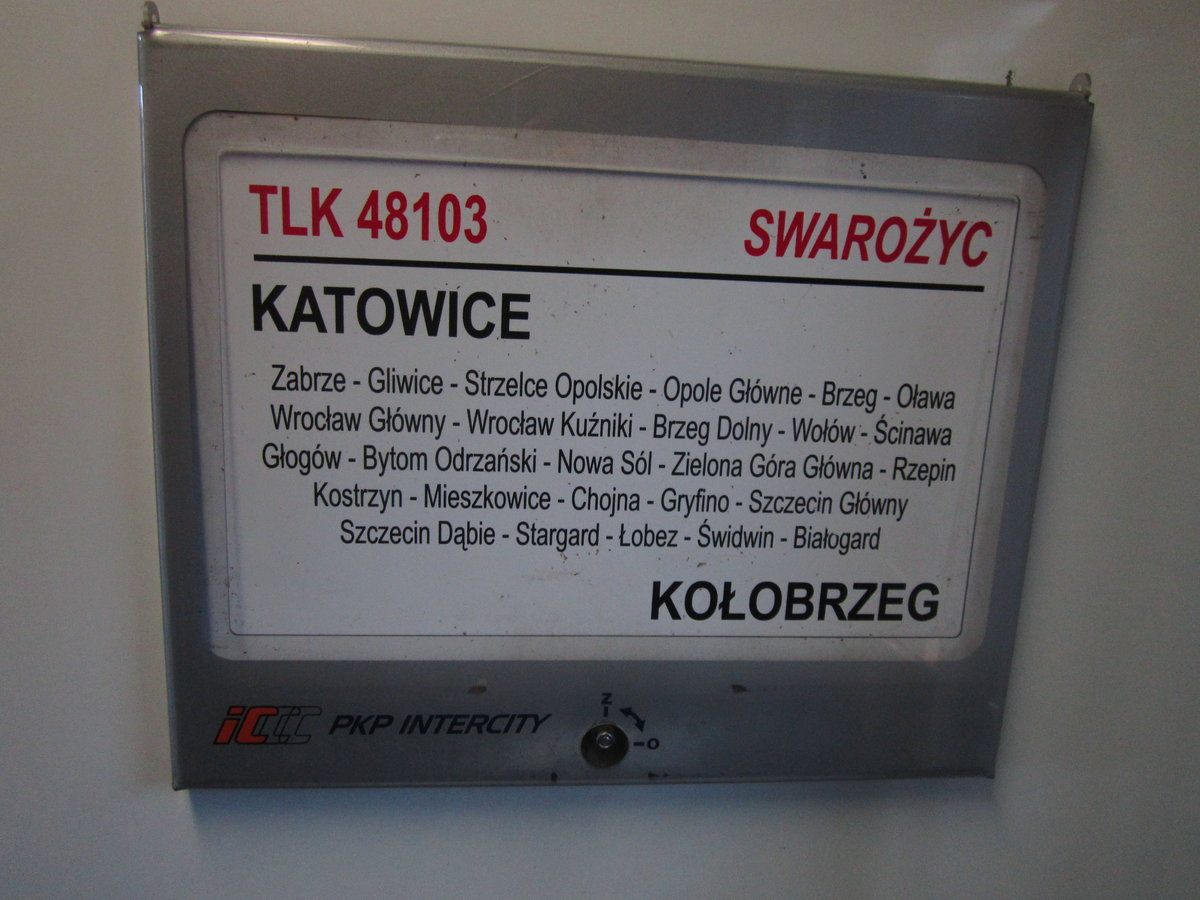 TLK 48103 SWAROŻYC
KATOWICE
Zabrze - Gliwice - Strzelce Opolskie - Opole Główne - Brzeg - Oława
Wrocław Główny - Wrocław Kuźniki - Brzeg Dolny - Wołów - Ścinawa
Głogów - Bytom Odrzański - Nowa Sól - Zielona Góra Główna - Rzepin
Kostrzyn - Mieszkowice - Chojna - Gryfino - Szczecin Główny
Szczecin Dąbie - Stargard - Łobez - Świdwin - Białogard
KOŁOBRZEG
iC PKP INTERCITY
Z
O